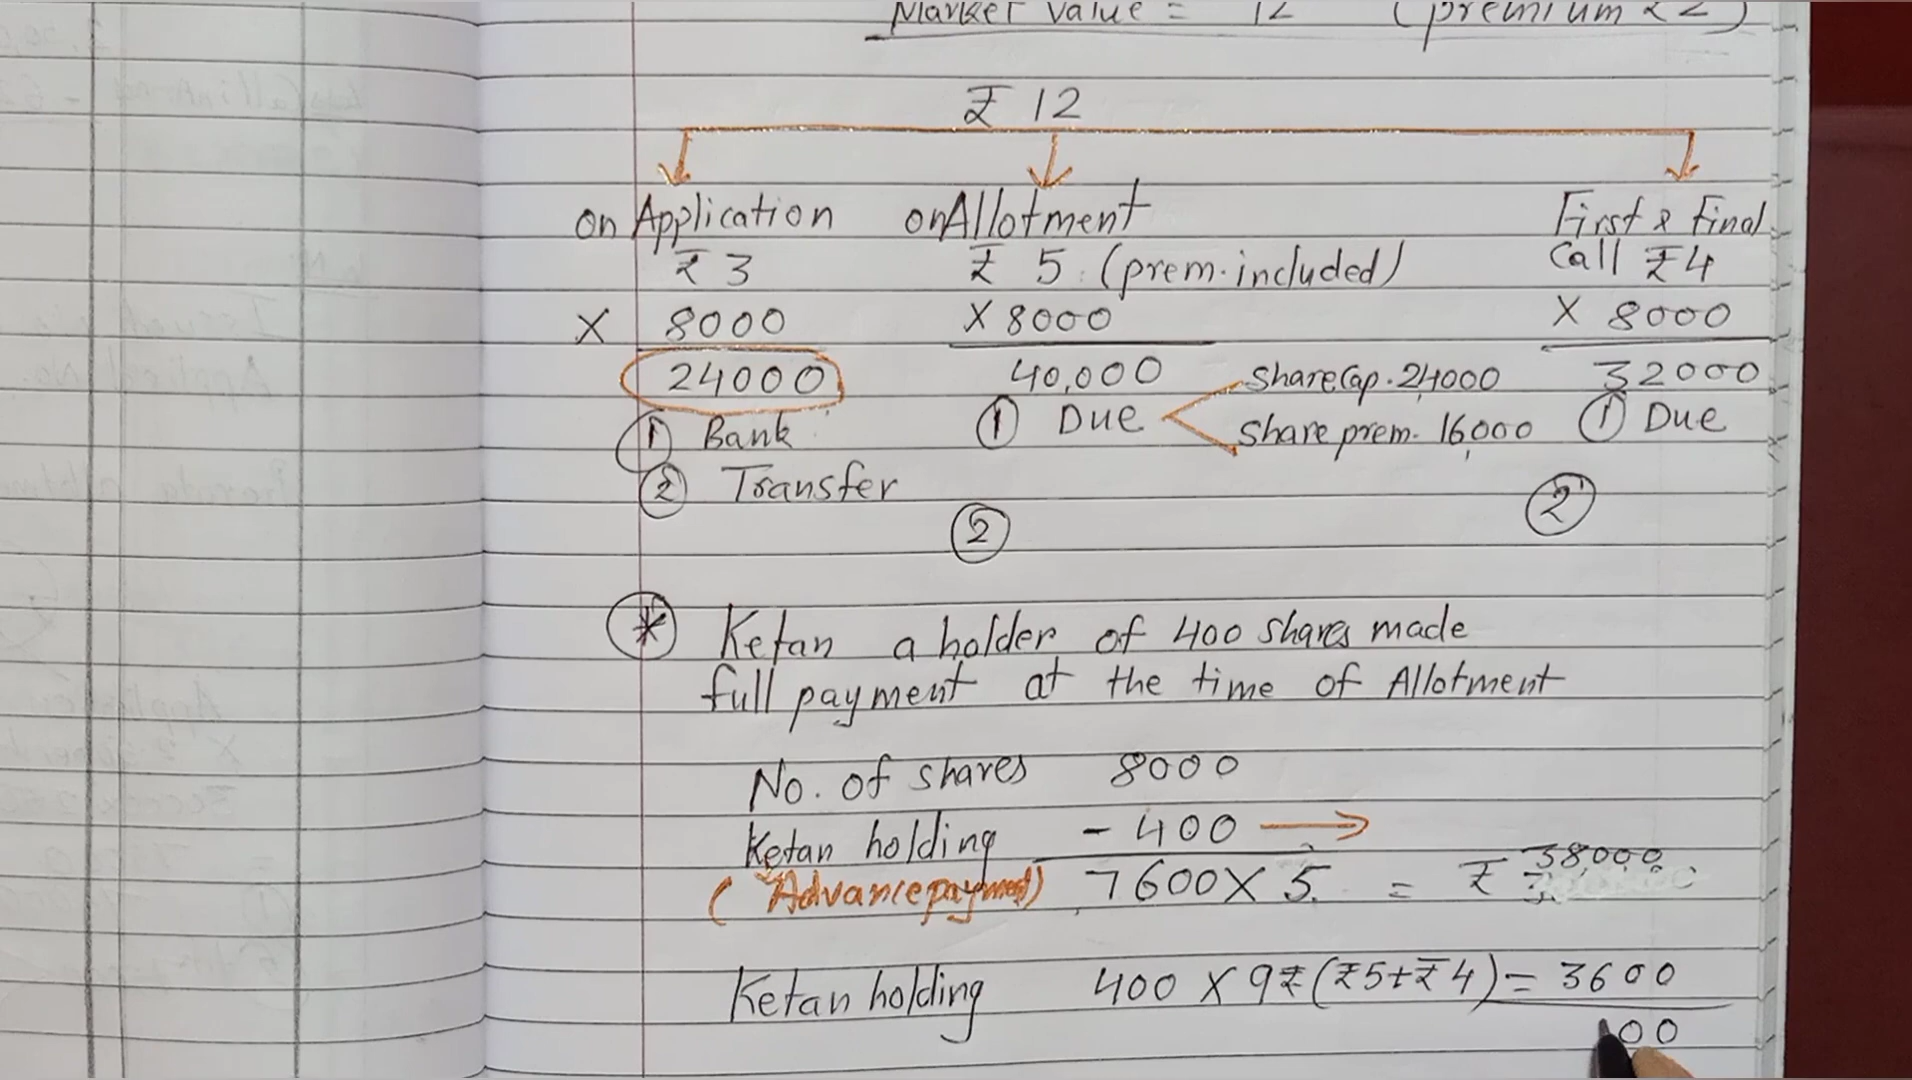 Market Value = 12 (premium ₹2)
₹ 12
on Application on Allotment First & Final
₹ 3 ₹ 5 (prem. included) Call ₹4
X 8000 X 8000 X 8000
24000 40,000 Share Cap. 24000 32000
① Bank ① Due Share prem. 16,000 ① Due
② Transfer
② ②
* Ketan a holder of 400 shares made
full payment at the time of Allotment
No. of shares 8000
Ketan holding - 400 →
(Advance payment) 7600 X 5 = ₹ 38,000
Ketan holding 400 X 9₹ (₹5+₹4) = 3600
00